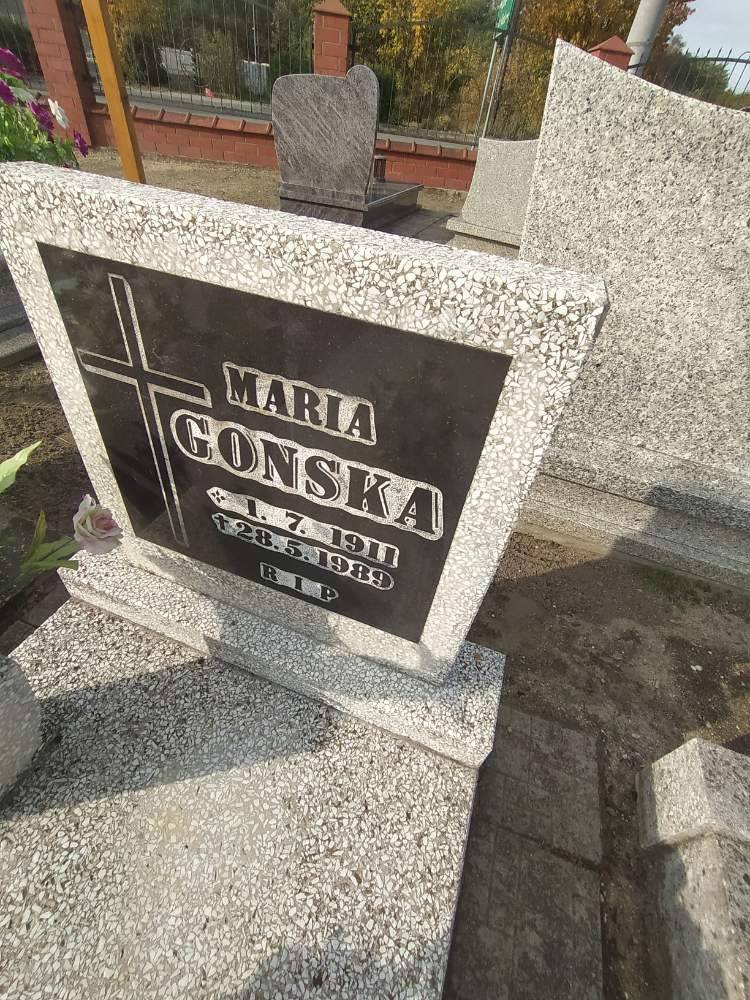 MARIA
GONSKA
* 1. 7. 1911
† 28. 5. 1989
R I P